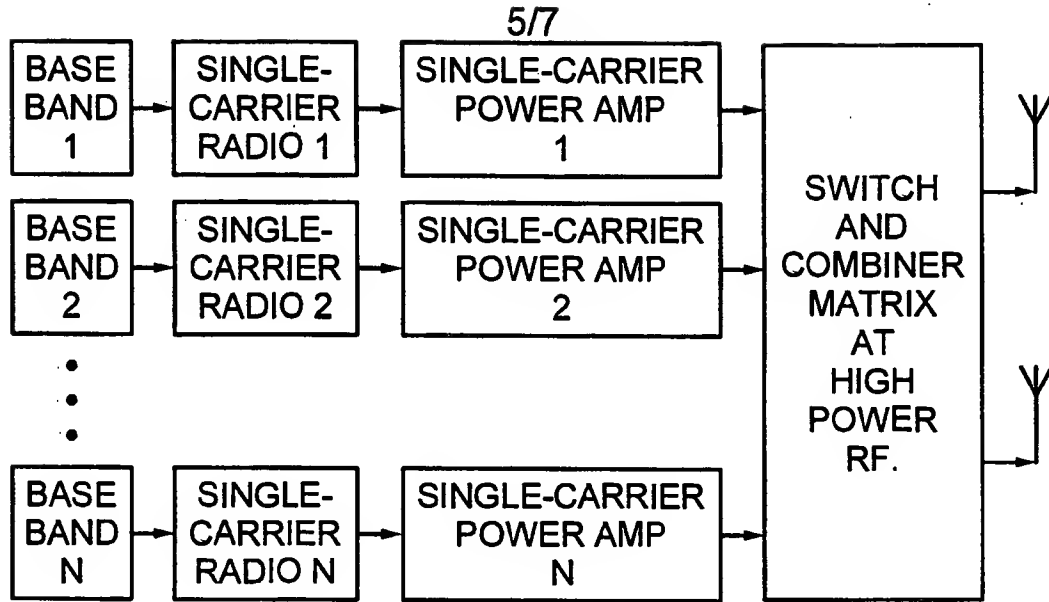 5/7
BASE
BAND
1
SINGLE-
CARRIER
RADIO 1
SINGLE-CARRIER
POWER AMP
1
BASE
BAND
2
SINGLE-
CARRIER
RADIO 2
SINGLE-CARRIER
POWER AMP
2
BASE
BAND
N
SINGLE-
CARRIER
RADIO N
SINGLE-CARRIER
POWER AMP
N
SWITCH
AND
COMBINER
MATRIX
AT
HIGH
POWER
RF.